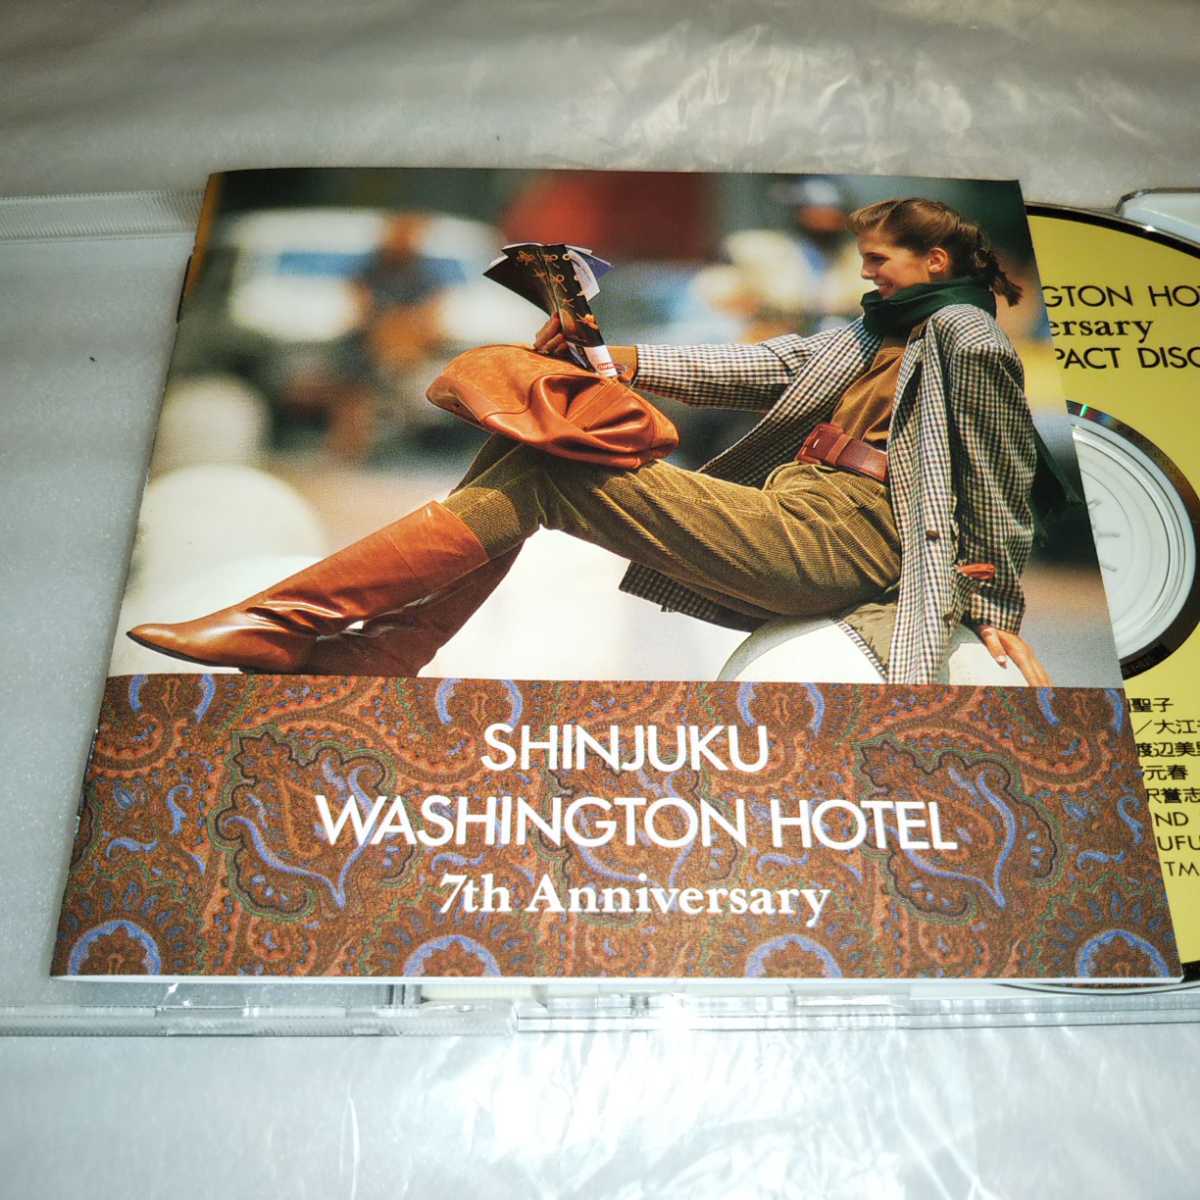 SHINJUKU
WASHINGTON HOTEL
7th Anniversary
GTON HO
ersary
PACT DISC
聖子
／大江
度辺美
元春
沢誉志
ND
UFU
TM